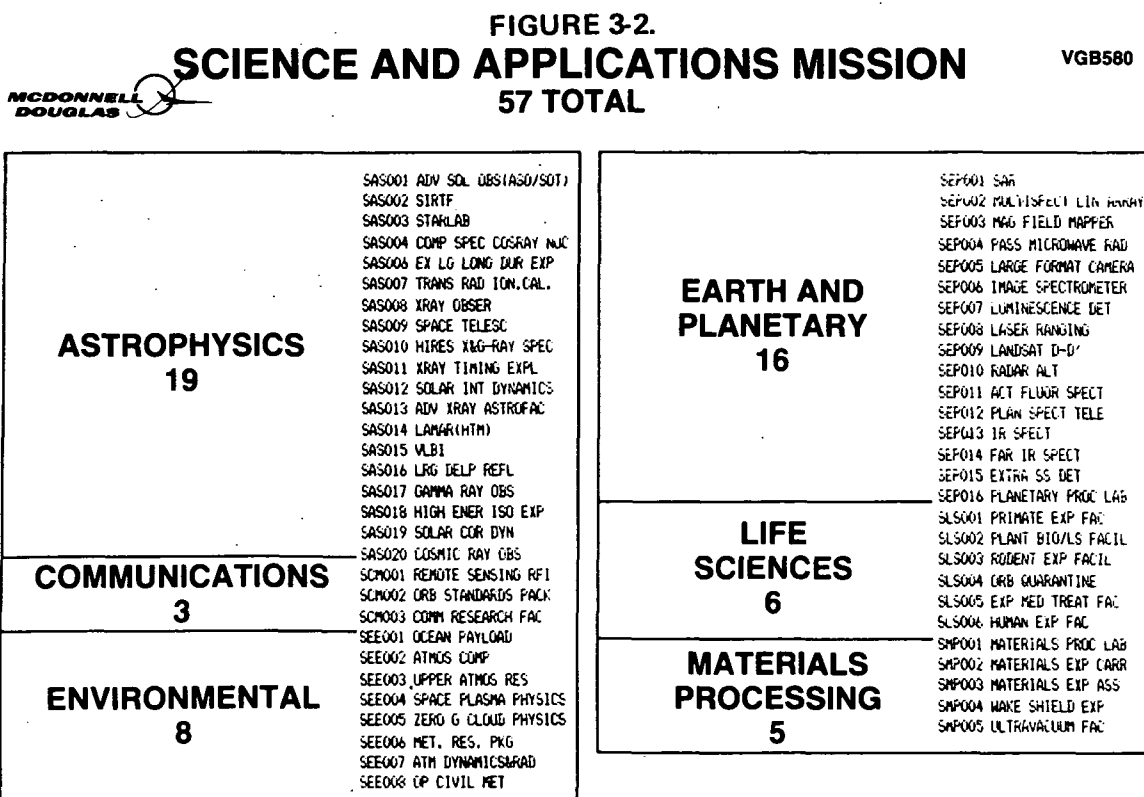 FIGURE 3-2.
SCIENCE AND APPLICATIONS MISSION
57 TOTAL
VGB580
MCDONNELL
DOUGLAS
ASTROPHYSICS
19
SAS001 ADV SOL OBS(ASO/SOT)
SAS002 SIRTF
SAS003 STARLAB
SAS004 COMP SPEC COSRAY NUC
SAS006 EX LG LONG DUR EXP
SAS007 TRANS RAD ION.CAL.
SAS008 XRAY OBSER
SAS009 SPACE TELESC
SAS010 HIRES X&G-RAY SPEC
SAS011 XRAY TIMING EXPL
SAS012 SOLAR INT DYNAMICS
SAS013 ADV XRAY ASTROFAC
SAS014 LAMAR(HTM)
SAS015 VLBI
SAS016 LRG DELP REFL
SAS017 GAMMA RAY OBS
SAS018 HIGH ENER ISO EXP
SAS019 SOLAR COR DYN
SAS020 COSMIC RAY OBS
COMMUNICATIONS
3
SCM001 REMOTE SENSING RFI
SCM002 ORB STANDARDS PACK
SCM003 COMM RESEARCH FAC
ENVIRONMENTAL
8
SEE001 OCEAN PAYLOAD
SEE002 ATMOS COMP
SEE003 UPPER ATMOS RES
SEE004 SPACE PLASMA PHYSICS
SEE005 ZERO G CLOUD PHYSICS
SEE006 MET. RES. PKG
SEE007 ATM DYNAMICS&RAD
SEE008 OP CIVIL MET
EARTH AND
PLANETARY
16
SEP001 SAR
SEP002 MULTISPECT LIN ARRAY
SEP003 MAG FIELD MAPPER
SEP004 PASS MICROWAVE RAD
SEP005 LARGE FORMAT CAMERA
SEP006 IMAGE SPECTROMETER
SEP007 LUMINESCENCE DET
SEP008 LASER RANGING
SEP009 LANDSAT D-D'
SEP010 RADAR ALT
SEP011 ACT FLUOR SPECT
SEP012 PLAN SPECT TELE
SEP013 IR SPECT
SEP014 FAR IR SPECT
SEP015 EXTRA SS DET
SEP016 PLANETARY PROC LAB
LIFE
SCIENCES
6
SLS001 PRIMATE EXP FAC
SLS002 PLANT BIO/LS FACIL
SLS003 RODENT EXP FACIL
SLS004 ORB QUARANTINE
SLS005 EXP MED TREAT FAC
SLS006 HUMAN EXP FAC
MATERIALS
PROCESSING
5
SMP001 MATERIALS PROC LAB
SMP002 MATERIALS EXP CARR
SMP003 MATERIALS EXP ASS
SMP004 WAKE SHIELD EXP
SMP005 ULTRAVACUUM FAC